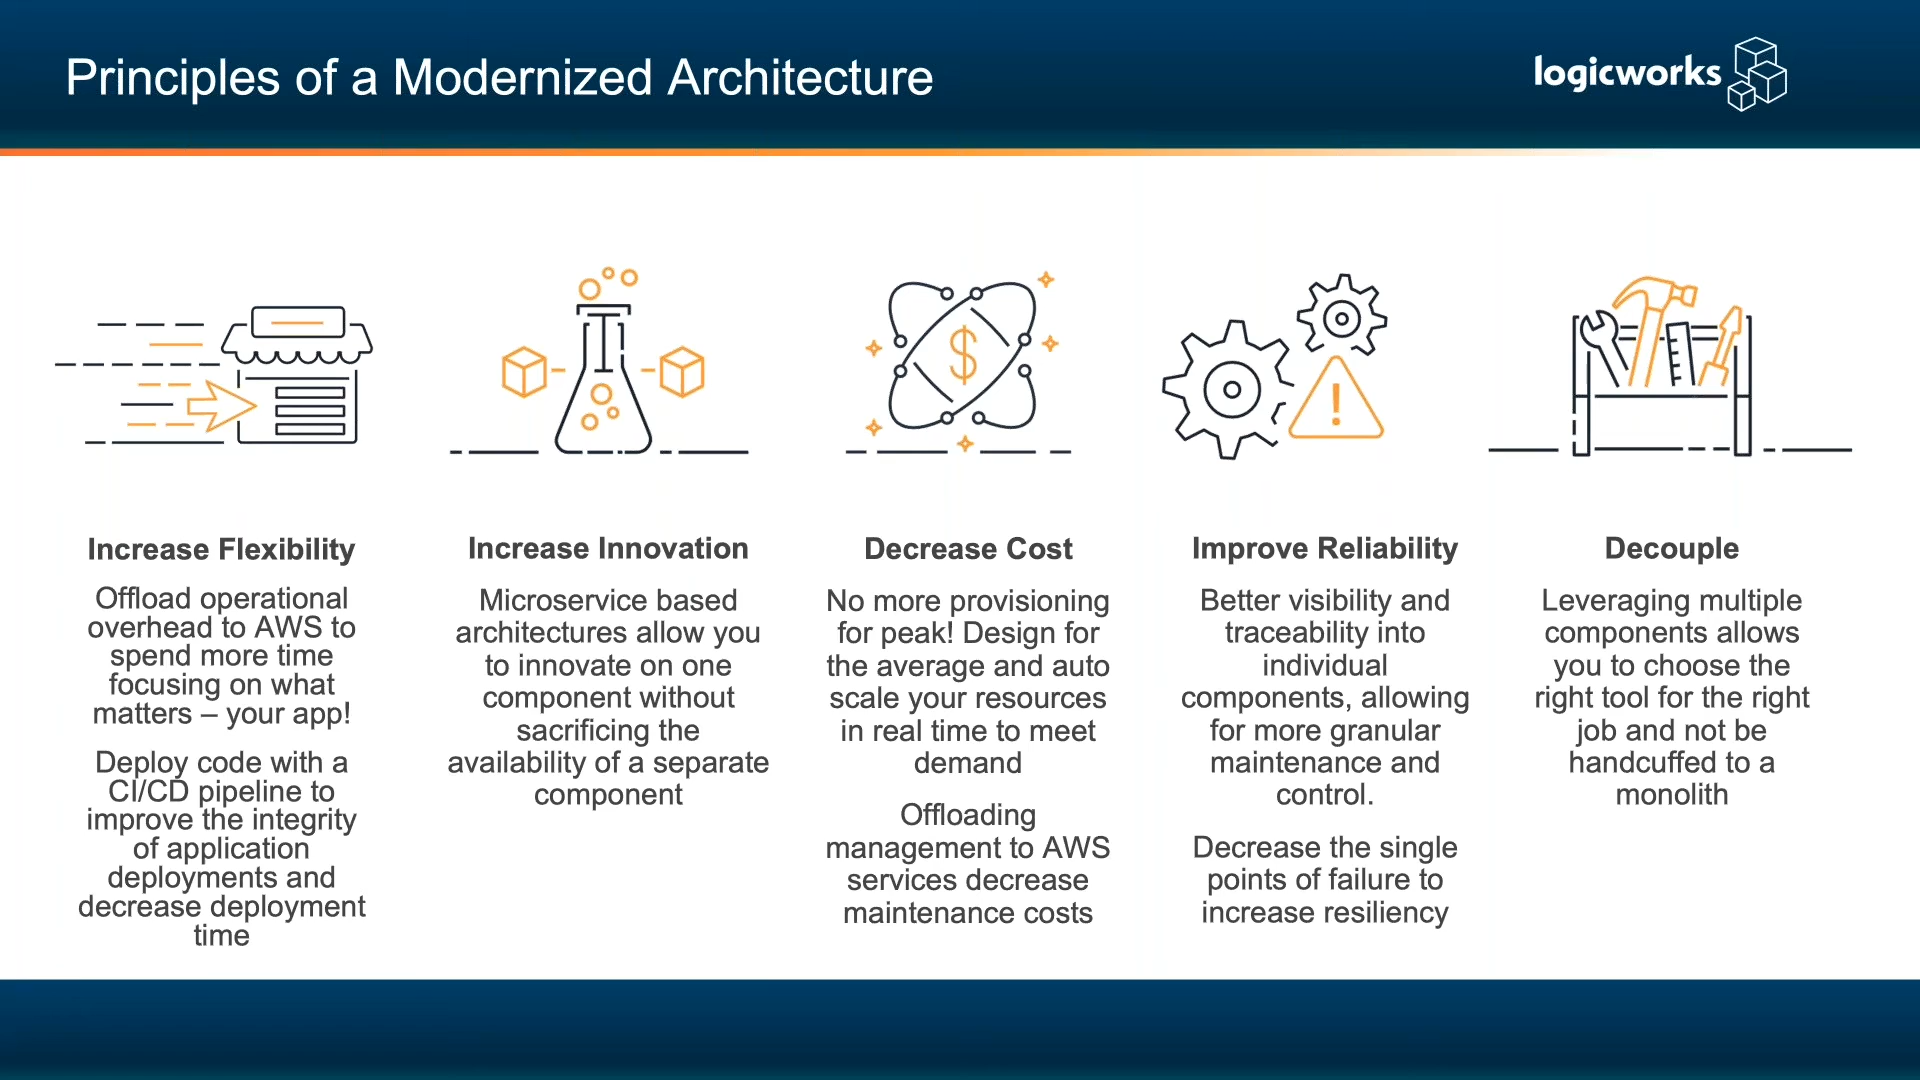 Principles of a Modernized Architecture
logicworks
Increase Flexibility
Offload operational
overhead to AWS to
spend more time
focusing on what
matters – your app!
Deploy code with a
CI/CD pipeline to
improve the integrity
of application
deployments and
decrease deployment
time
Increase Innovation
Microservice based
architectures allow you
to innovate on one
component without
sacrificing the
availability of a separate
component
Decrease Cost
No more provisioning
for peak! Design for
the average and auto
scale your resources
in real time to meet
demand
Offloading
management to AWS
services decrease
maintenance costs
Improve Reliability
Better visibility and
traceability into
individual
components, allowing
for more granular
maintenance and
control.
Decrease the single
points of failure to
increase resiliency
Decouple
Leveraging multiple
components allows
you to choose the
right tool for the right
job and not be
handcuffed to a
monolith